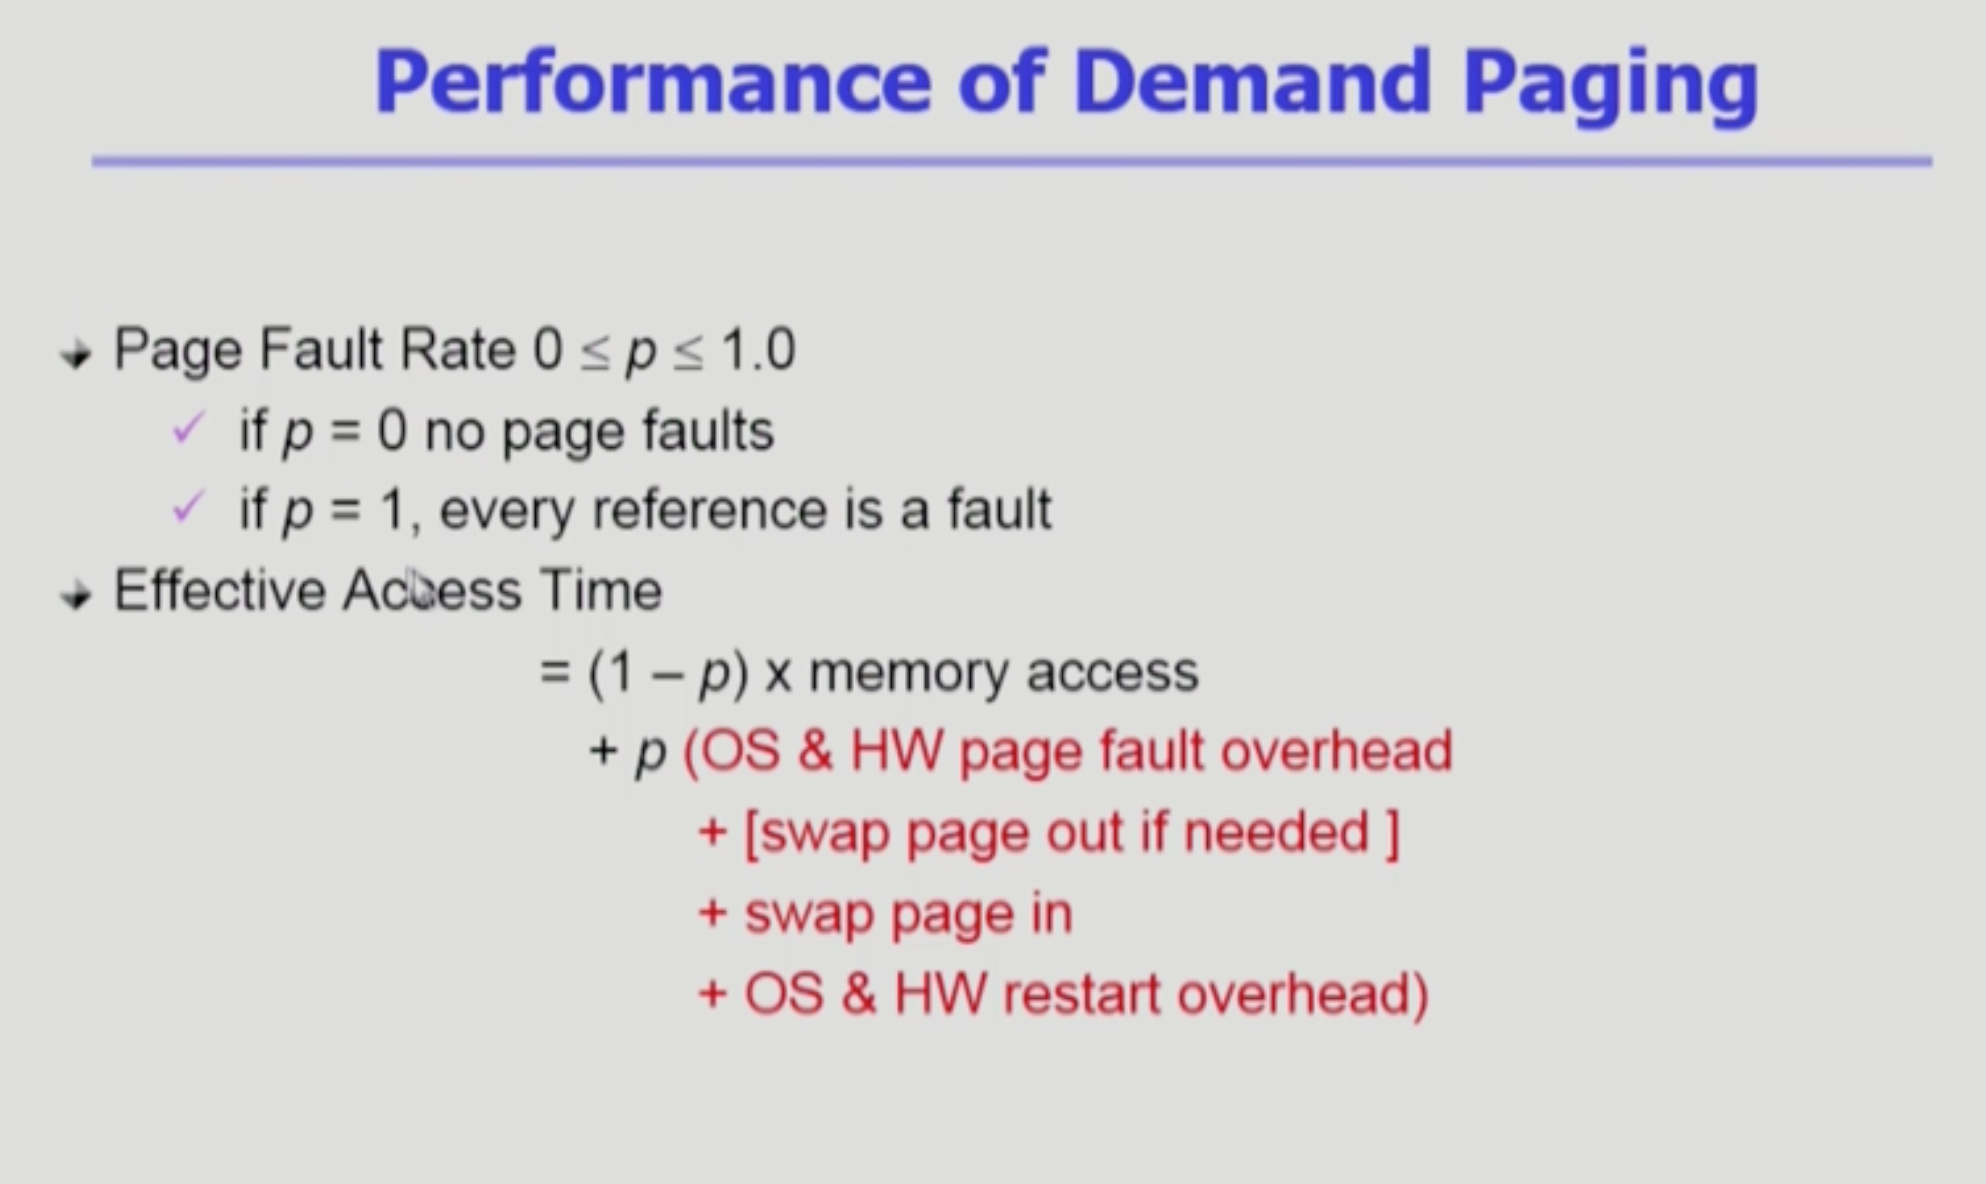 Performance of Demand Paging
Page Fault Rate 0 ≤ p ≤ 1.0
if p = 0 no page faults
if p = 1, every reference is a fault
Effective Access Time
= (1 – p) x memory access
+ p (OS & HW page fault overhead
+ [swap page out if needed ]
+ swap page in
+ OS & HW restart overhead)